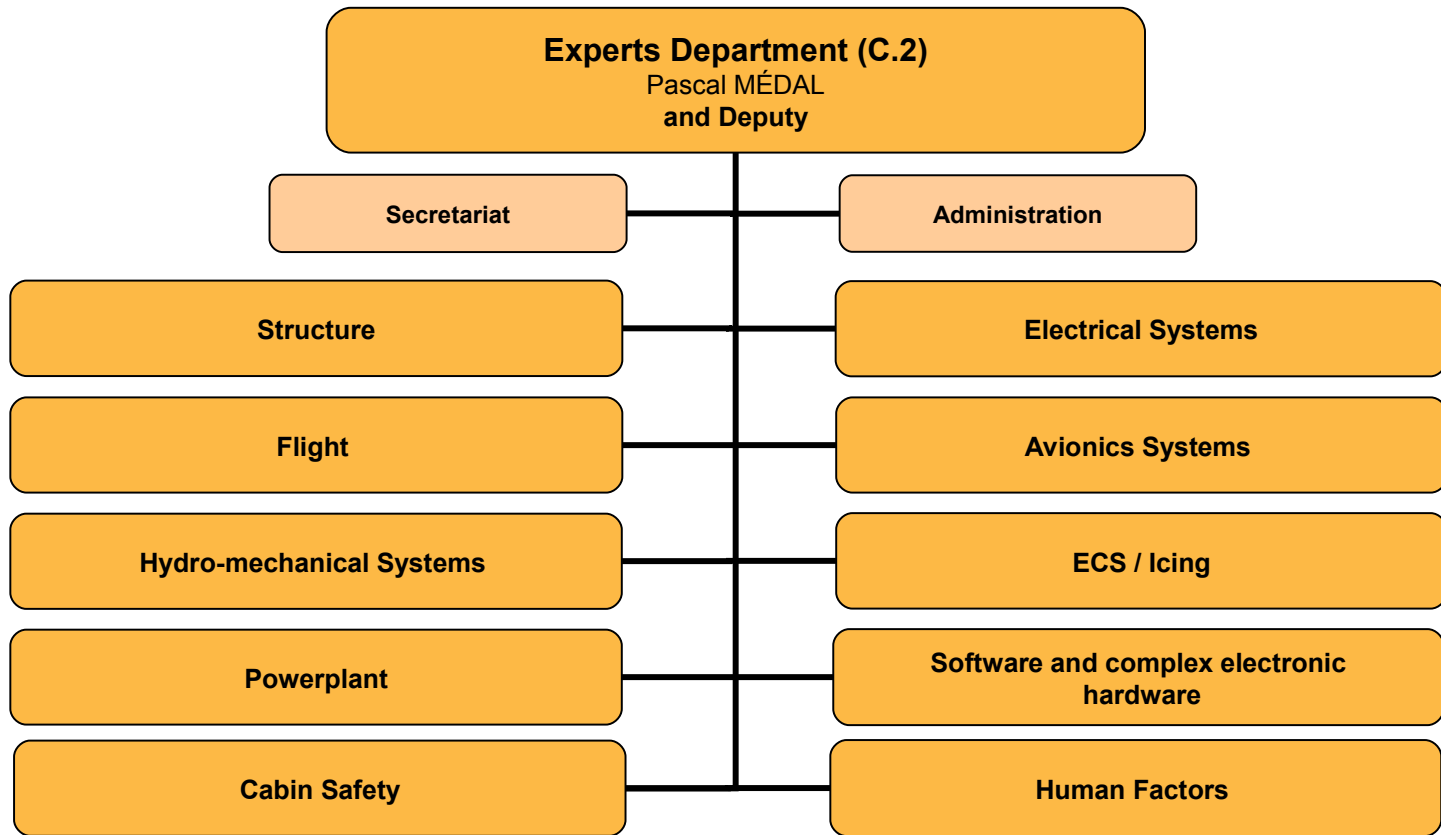 Experts Department (C.2)
Pascal MÉDAL
and Deputy
Secretariat
Administration
Structure
Electrical Systems
Flight
Avionics Systems
Hydro-mechanical Systems
ECS / Icing
Powerplant
Software and complex electronic
hardware
Cabin Safety
Human Factors